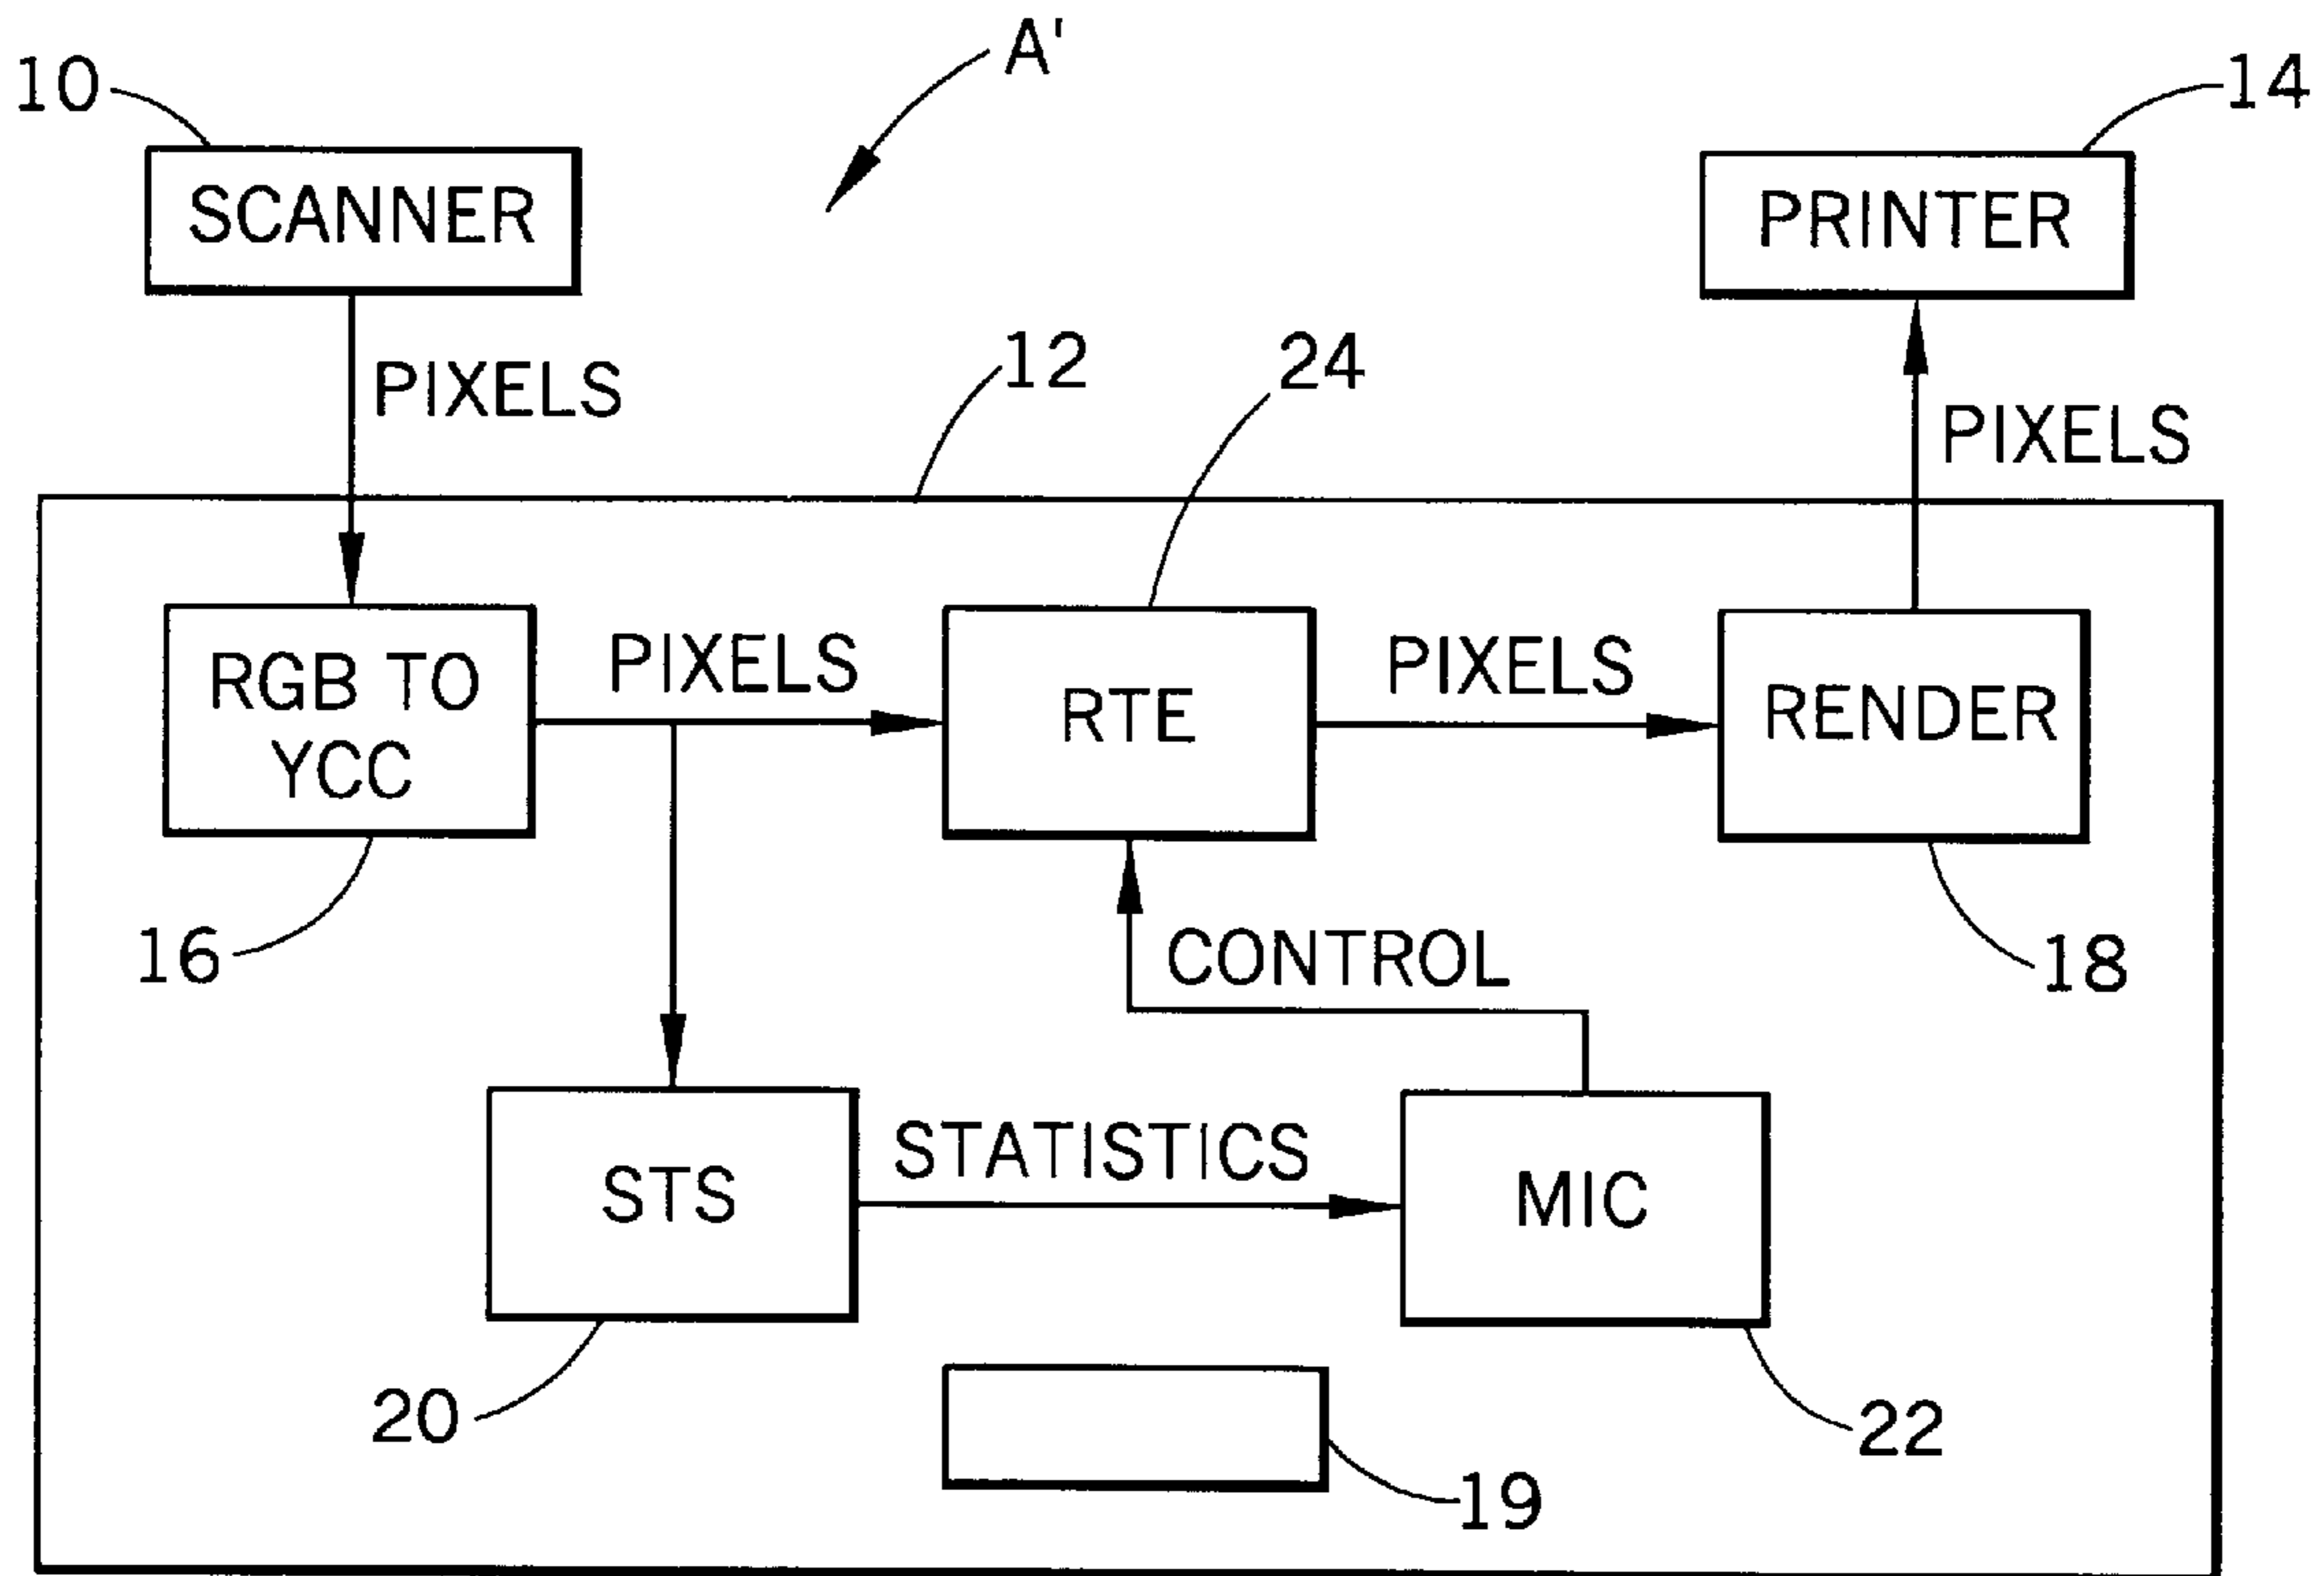 A'
10
14
SCANNER
PRINTER
12
24
PIXELS
PIXELS
RGB TO
YCC
PIXELS
RTE
PIXELS
RENDER
16
CONTROL
18
STS
STATISTICS
MIC
20
22
19